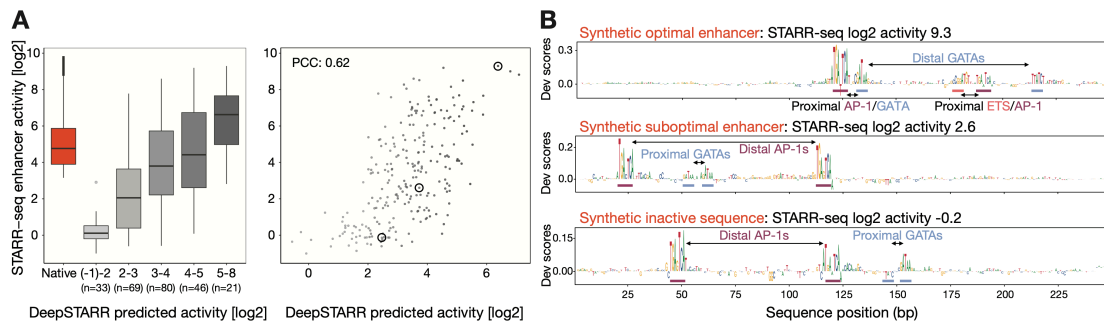 A
STARR-seq enhancer activity [log2]
10
8
6
4
2
0
Native (-1)-2 2-3 3-4 4-5 5-8
(n=33) (n=69) (n=80) (n=46) (n=21)
DeepSTARR predicted activity [log2]
PCC: 0.62
10
8
6
4
2
0
0 2 4 6 8
DeepSTARR predicted activity [log2]
B
Synthetic optimal enhancer: STARR-seq log2 activity 9.3
Dev scores
0.3
0.0
Distal GATAs
Proximal AP-1/GATA
Proximal ETS/AP-1
Synthetic suboptimal enhancer: STARR-seq log2 activity 2.6
Dev scores
0.2
0.0
Proximal GATAs
Distal AP-1s
Synthetic inactive sequence: STARR-seq log2 activity -0.2
Dev scores
0.15
0.00
Distal AP-1s
Proximal GATAs
25 50 75 100 125 150 175 200 225
Sequence position (bp)